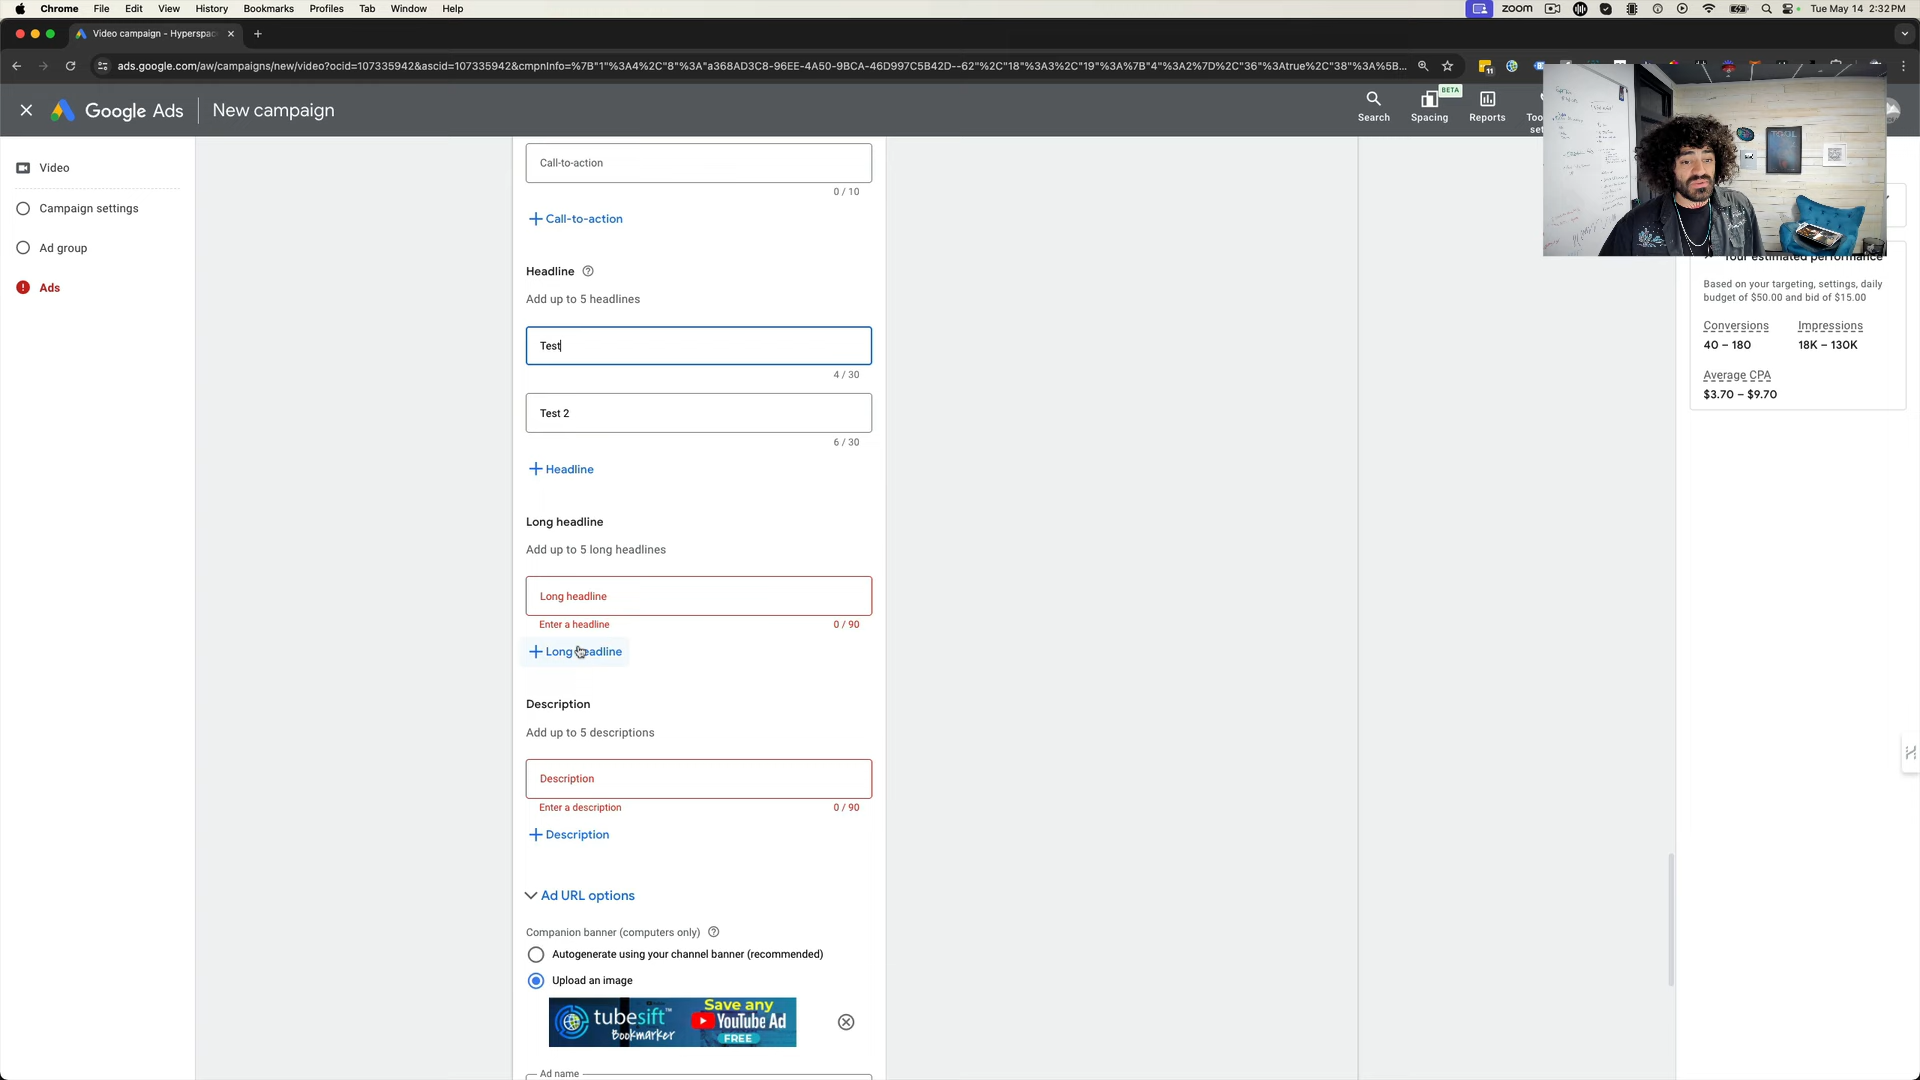 Chrome File Edit View History Bookmarks Profiles Tab Window Help
zoom Tue May 14 2:32 PM
Video campaign - Hyperspac
ads.google.com/aw/campaigns/new/video?ocid=107335942&ascid=107335942&cmpnInfo=%7B"1"%3A4%2C"8"%3A"a368AD3C8-96EE-4A50-9BCA-46D997C5B42D--62"%2C"18"%3A3%2C"19"%3A%7B"4"%3A2%7D%2C"36"%3Atrue%2C"38"%3A%5B...
11
Google Ads New campaign
Search
BETA
Spacing
Reports
Video
Campaign settings
Ad group
Ads
Call-to-action
0 / 10
+ Call-to-action
Headline
Add up to 5 headlines
Test
4 / 30
Test 2
6 / 30
+ Headline
Long headline
Add up to 5 long headlines
Long headline
Enter a headline 0 / 90
+ Long headline
Description
Add up to 5 descriptions
Description
Enter a description 0 / 90
+ Description
Ad URL options
Companion banner (computers only)
Autogenerate using your channel banner (recommended)
Upload an image
tubesift™
Bookmarker
Save any
YouTube Ad
FREE
Ad name
TOOL
Your estimated performance
Based on your targeting, settings, daily
budget of $50.00 and bid of $15.00
Conversions Impressions
40 – 180 18K – 130K
Average CPA
$3.70 – $9.70